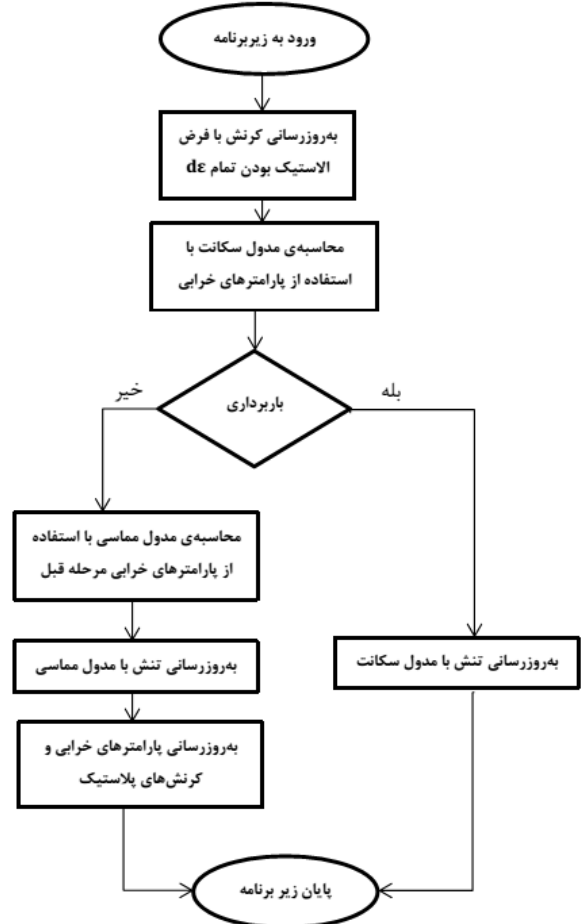 ورود به زیربرنامه
به‌روزرسانی کرنش با فرض
الاستیک بودن تمام dε
محاسبه‌ی مدول سکانت با
استفاده از پارامترهای خرابی
باربرداری
بله
خیر
محاسبه‌ی مدول مماسی با استفاده
از پارامترهای خرابی مرحله قبل
به‌روزرسانی تنش با مدول مماسی
به‌روزرسانی تنش با مدول سکانت
به‌روزرسانی پارامترهای خرابی و
کرنش‌های پلاستیک
پایان زیر برنامه